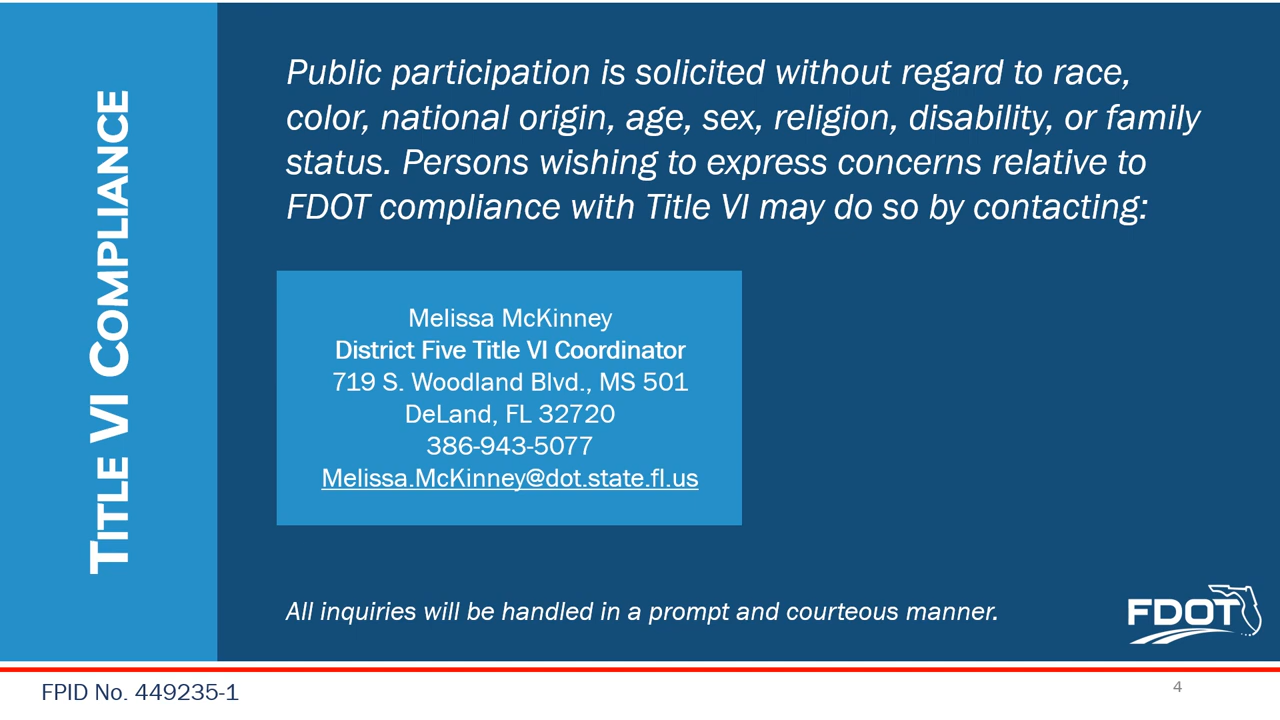 TITLE VI COMPLIANCE
Public participation is solicited without regard to race,
color, national origin, age, sex, religion, disability, or family
status. Persons wishing to express concerns relative to
FDOT compliance with Title VI may do so by contacting:
Melissa McKinney
District Five Title VI Coordinator
719 S. Woodland Blvd., MS 501
DeLand, FL 32720
386-943-5077
Melissa.McKinney@dot.state.fl.us
All inquiries will be handled in a prompt and courteous manner.
FDOT
FPID No. 449235-1
4